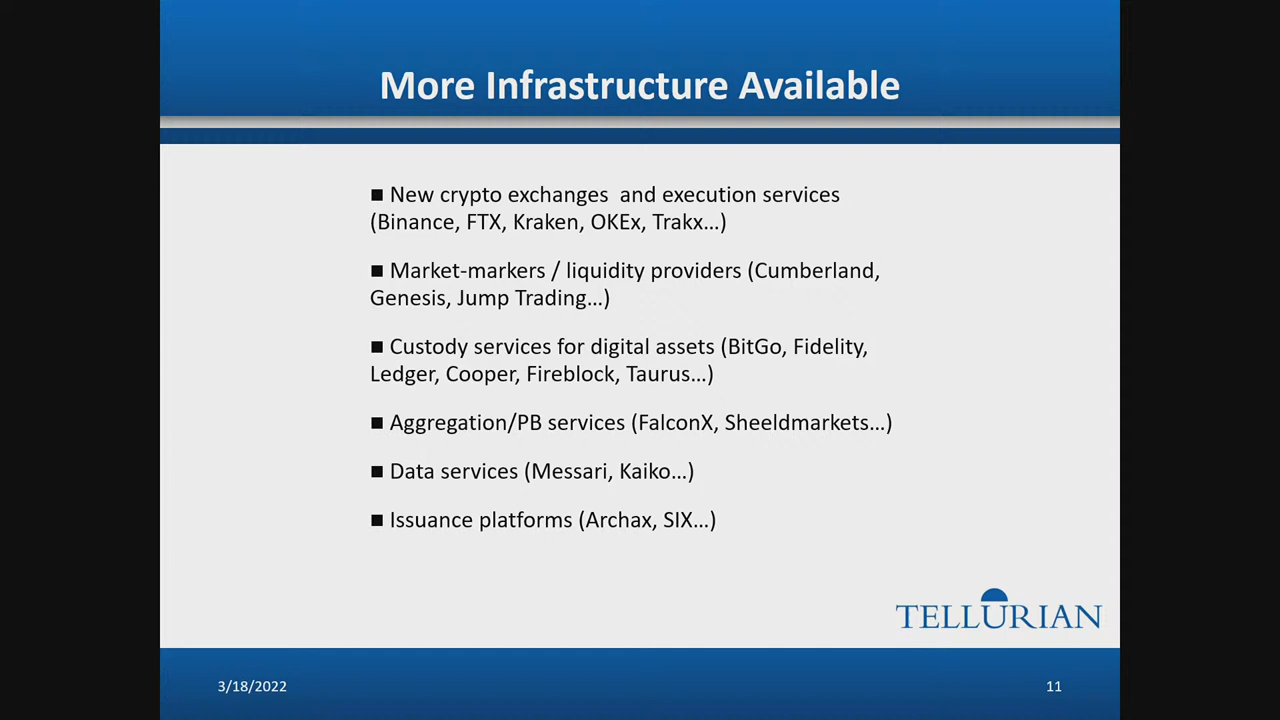 More Infrastructure Available
■ New crypto exchanges  and execution services
(Binance, FTX, Kraken, OKEx, Trakx…)
■ Market-markers / liquidity providers (Cumberland,
Genesis, Jump Trading…)
■ Custody services for digital assets (BitGo, Fidelity,
Ledger, Cooper, Fireblock, Taurus…)
■ Aggregation/PB services (FalconX, Sheeldmarkets…)
■ Data services (Messari, Kaiko…)
■ Issuance platforms (Archax, SIX…)
TELLURIAN
3/18/2022
11